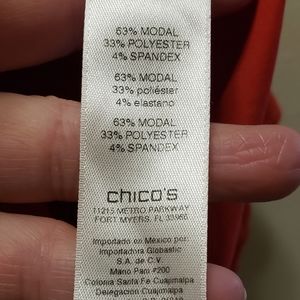 63% MODAL
33% POLYESTER
4% SPANDEX
63% MODAL
33% poliéster
4% elastano
63% MODAL
33% POLYESTER
4% SPANDEX
chico's
11215 METRO PARKWAY
FORT MYERS, FL 33966
Importado en México por:
Importadora Globastic
S.A. de C.V.
Mario Pani #200
Colonia Santa Fe Cuajimalpa
Delegacion Cuajimalpa